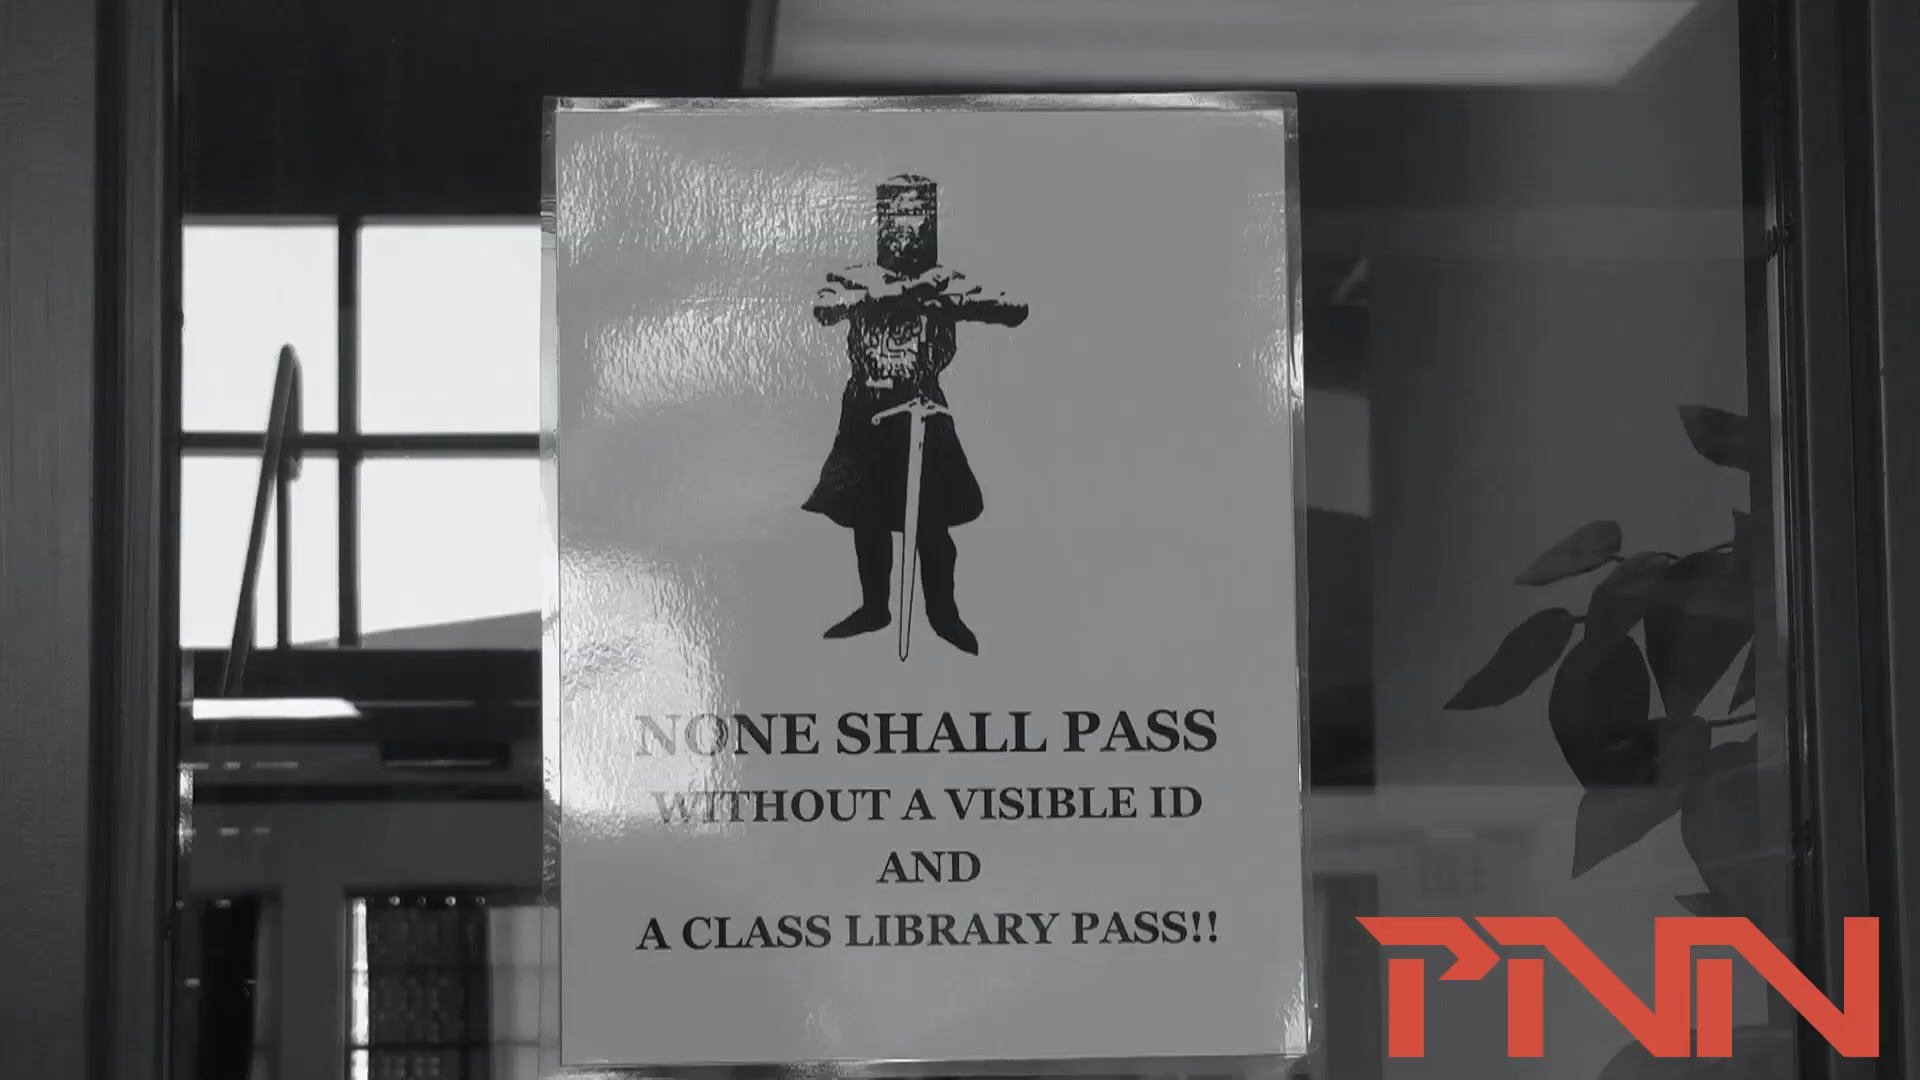 NONE SHALL PASS
WITHOUT A VISIBLE ID
AND
A CLASS LIBRARY PASS!!
PNN